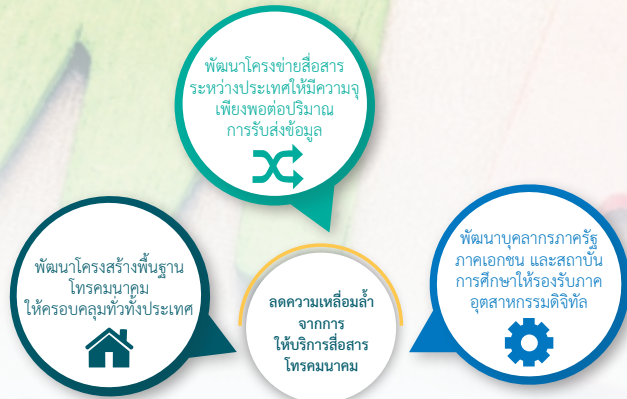 พัฒนาโครงข่ายสื่อสาร
ระหว่างประเทศให้มีความจุ
เพียงพอต่อปริมาณ
การรับส่งข้อมูล
พัฒนาโครงสร้างพื้นฐาน
โทรคมนาคม
ให้ครอบคลุมทั่วทั้งประเทศ
ลดความเหลื่อมล้ำ
จากการ
ให้บริการสื่อสาร
โทรคมนาคม
พัฒนาบุคลากรภาครัฐ
ภาคเอกชน และสถาบัน
การศึกษาให้รองรับภาค
อุตสาหกรรมดิจิทัล